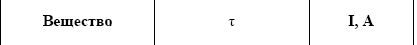 Вещество τ I, А